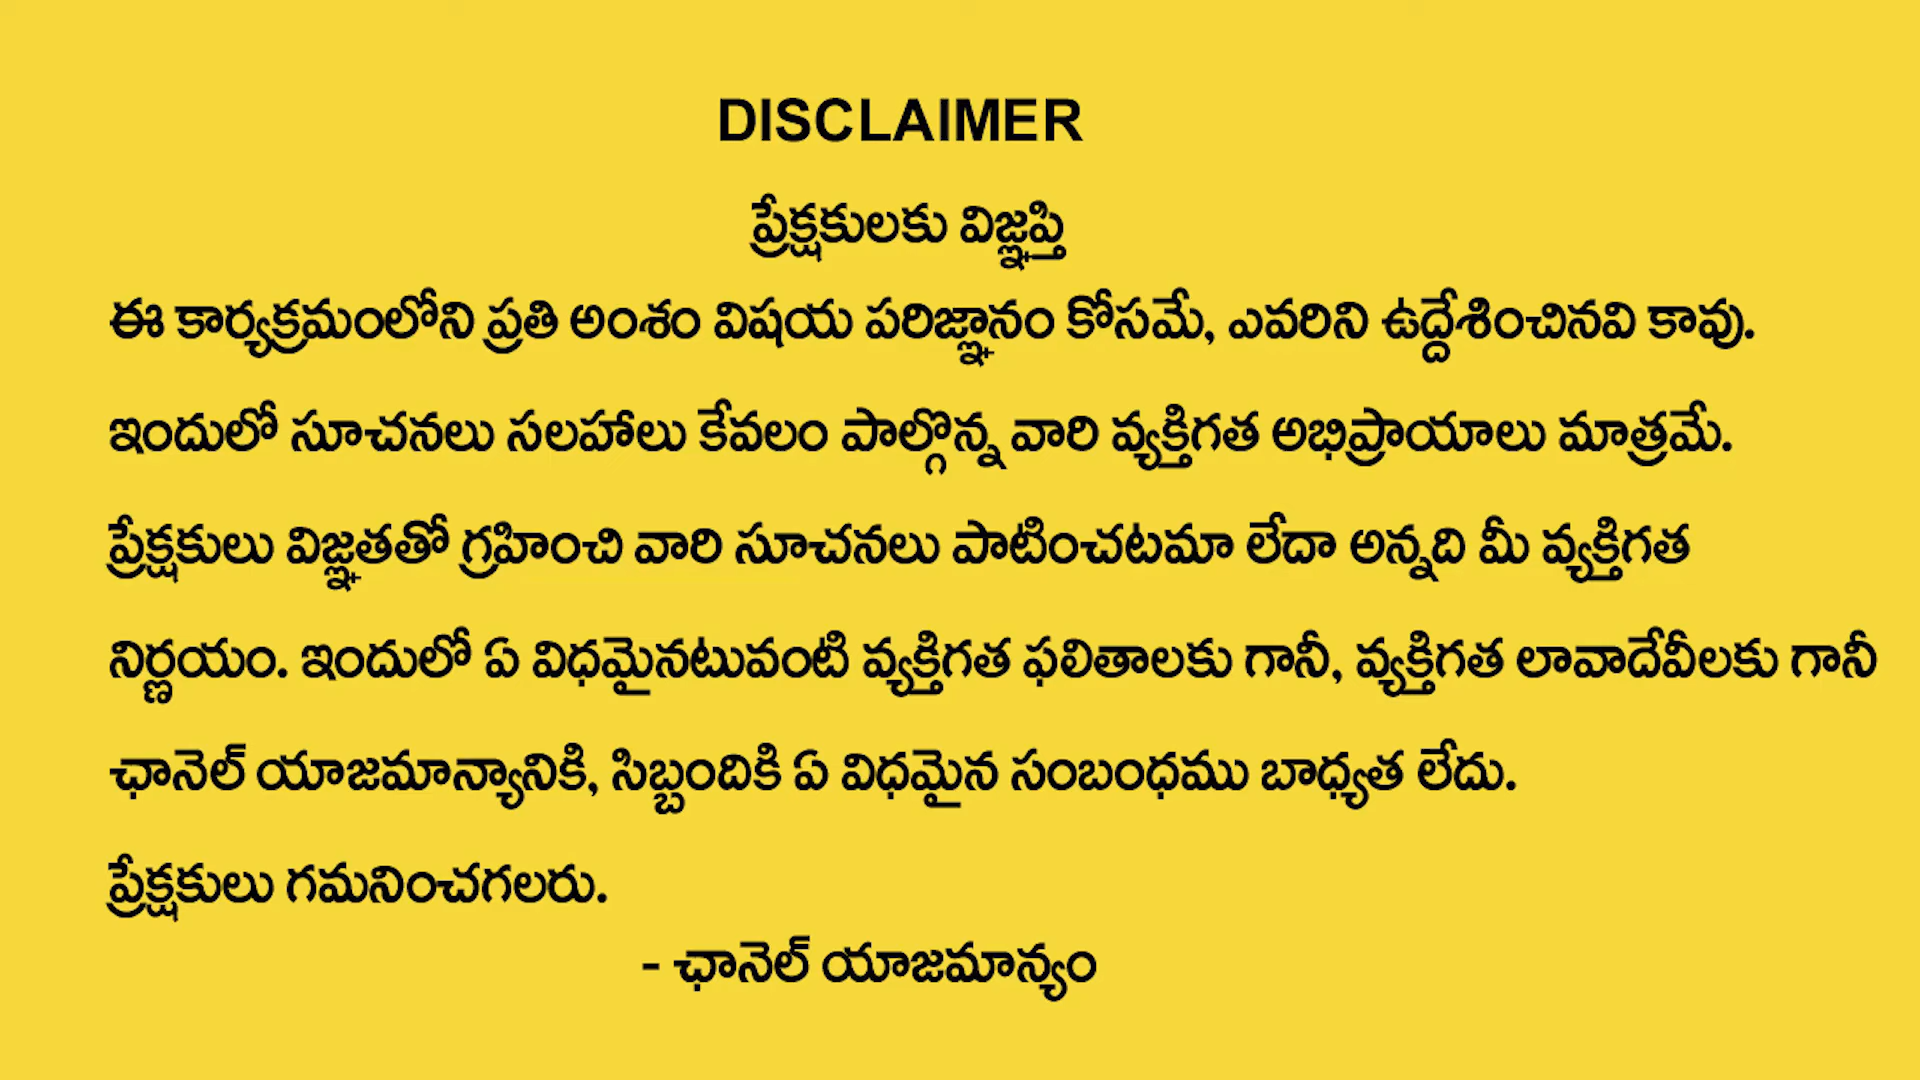 DISCLAIMER
ప్రేక్షకులకు విజ్ఞప్తి
ఈ కార్యక్రమంలోని ప్రతి అంశం విషయ పరిజ్ఞానం కోసమే, ఎవరిని ఉద్దేశించినవి కావు.
ఇందులో సూచనలు సలహాలు కేవలం పాల్గొన్న వారి వ్యక్తిగత అభిప్రాయాలు మాత్రమే.
ప్రేక్షకులు విజ్ఞతతో గ్రహించి వారి సూచనలు పాటించటమా లేదా అన్నది మీ వ్యక్తిగత
నిర్ణయం. ఇందులో ఏ విధమైనటువంటి వ్యక్తిగత ఫలితాలకు గానీ, వ్యక్తిగత లావాదేవీలకు గానీ
ఛానెల్ యాజమాన్యానికి, సిబ్బందికి ఏ విధమైన సంబంధము బాధ్యత లేదు.
ప్రేక్షకులు గమనించగలరు.
- ఛానెల్ యాజమాన్యం